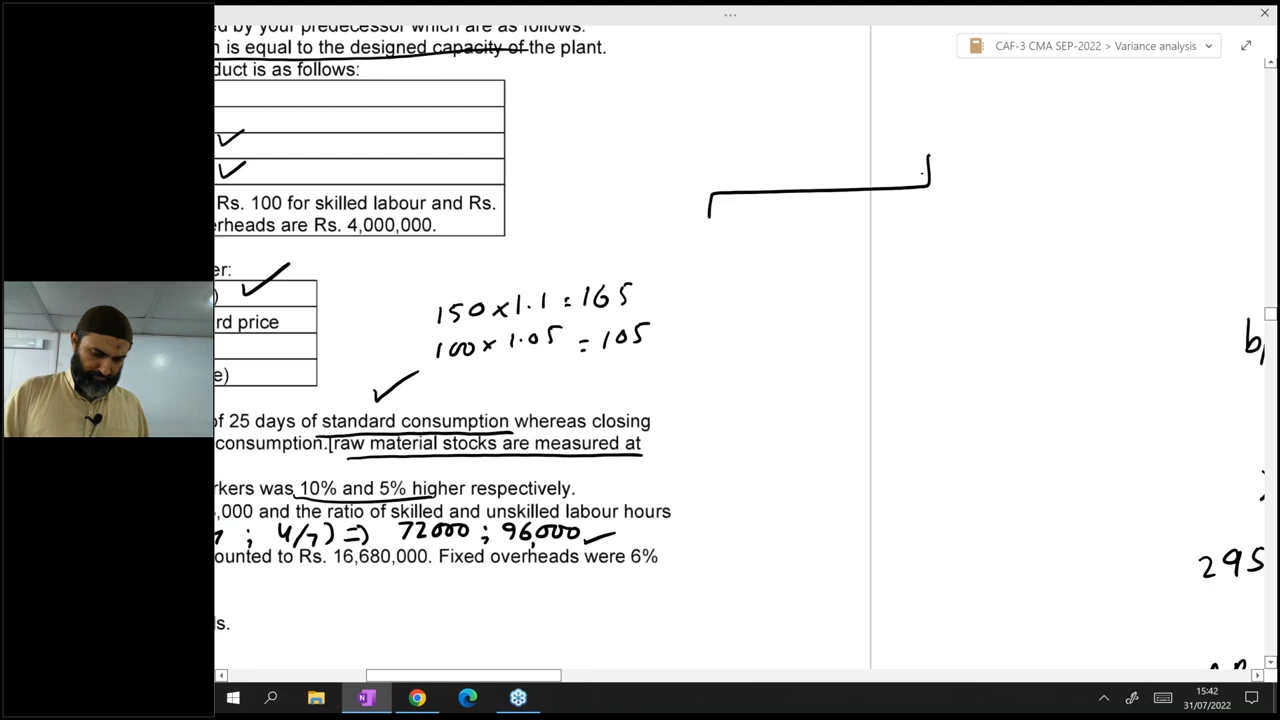 ed by your predecessor which are as follows.
CAF-3 CMA SEP-2022 > Variance analysis
n is equal to the designed capacity of the plant.
duct is as follows:
Rs. 100 for skilled labour and Rs.
erheads are Rs. 4,000,000.
er:
)
rd price
e)
150 × 1.1 = 165
100 × 1.05 = 105
of 25 days of standard consumption whereas closing
consumption.[raw material stocks are measured at
rkers was 10% and 5% higher respectively.
,000 and the ratio of skilled and unskilled labour hours
; 4/7) => 72000 ; 96,000
ounted to Rs. 16,680,000. Fixed overheads were 6%
295
ls.
15:42
31/07/2022